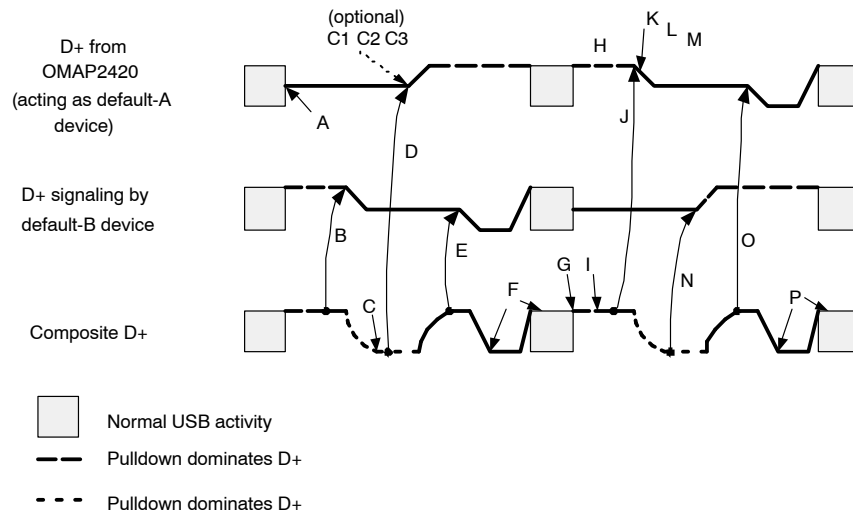 (optional)
C1 C2 C3
D+ from
OMAP2420
(acting as default-A
device)
A
D
H
K
L
M
J
D+ signaling by
default-B device
B
E
O
N
G
I
F
P
C
Composite D+
Normal USB activity
Pulldown dominates D+
Pulldown dominates D+